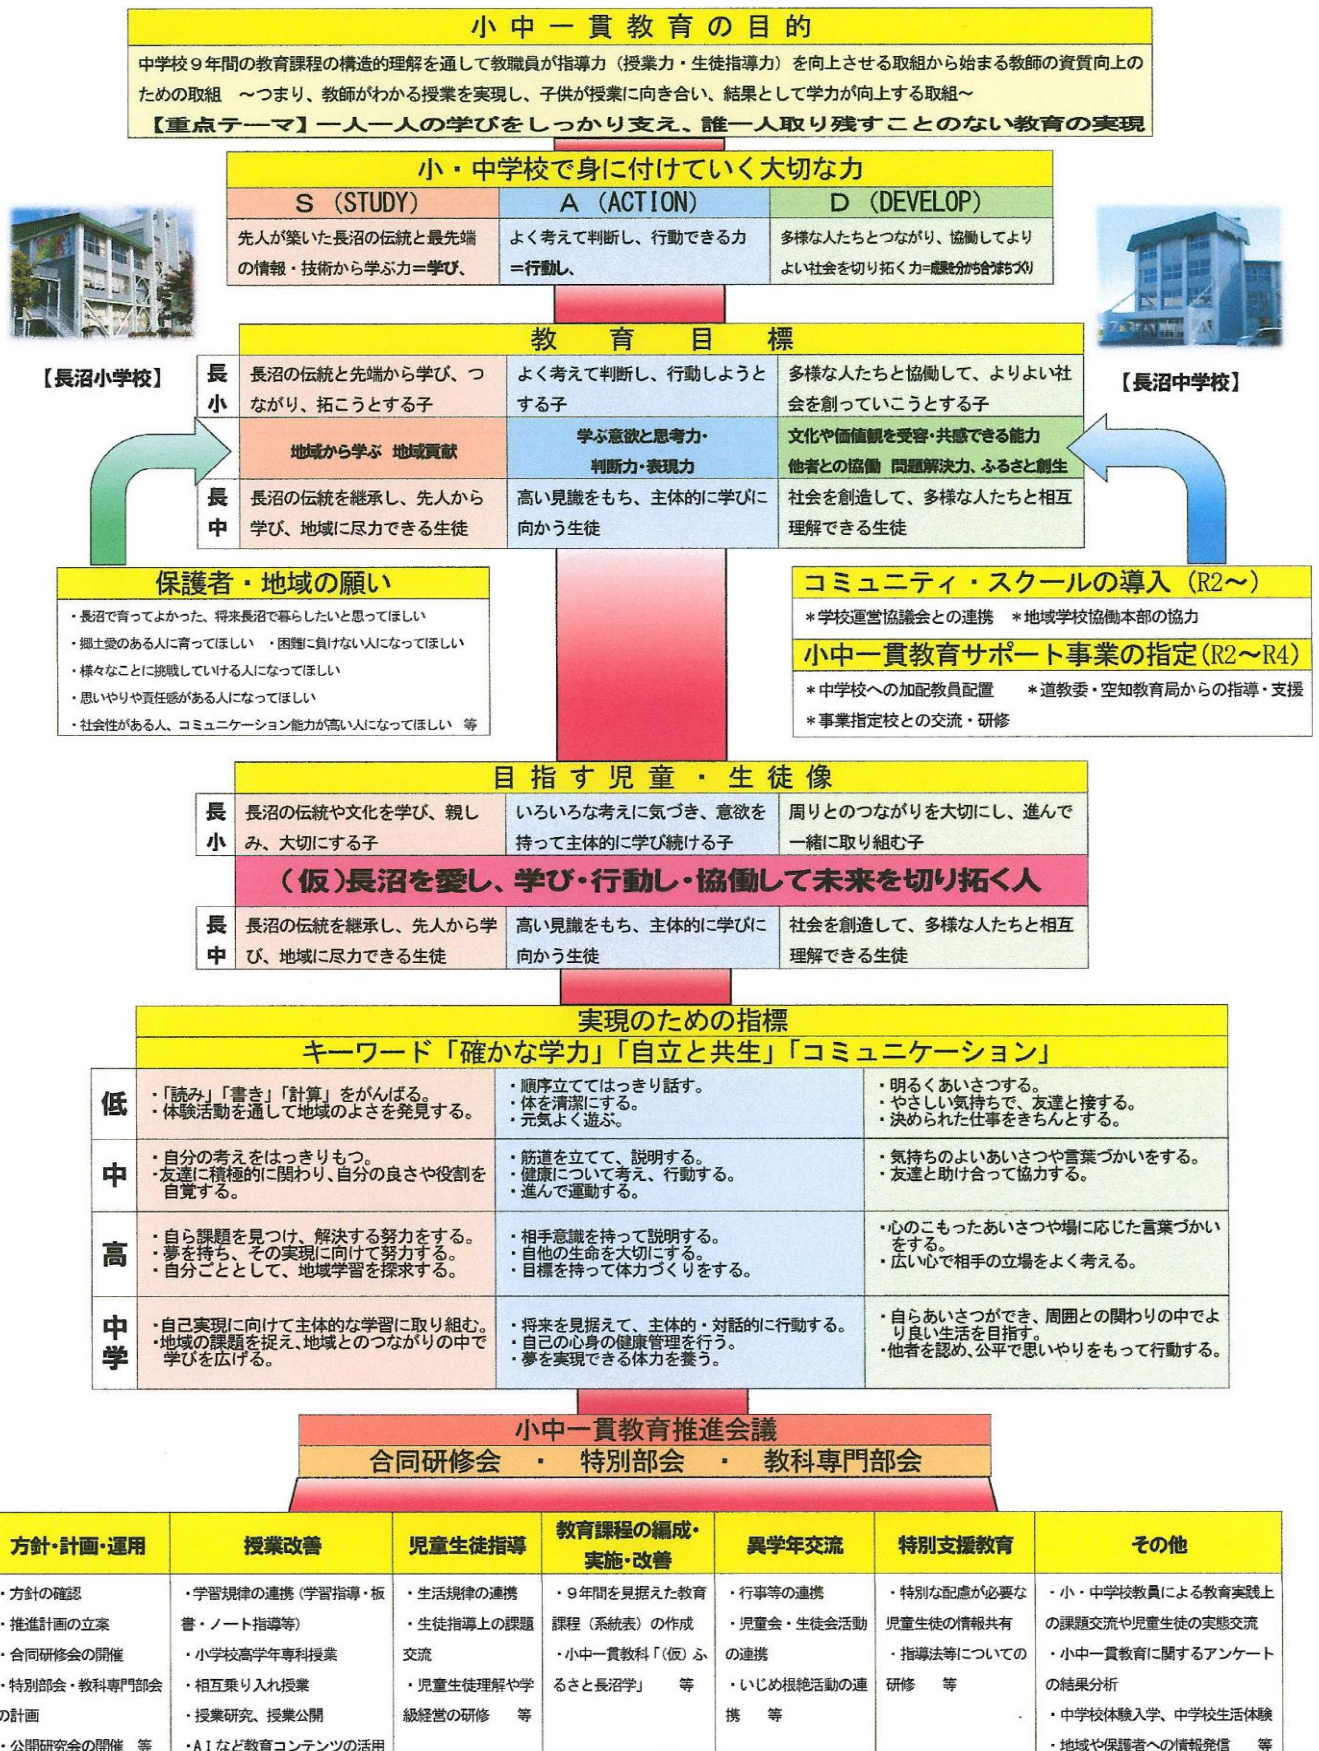 小中一貫教育の目的
中学校９年間の教育課程の構造的理解を通して教職員が指導力（授業力・生徒指導力）を向上させる取組から始まる教師の資質向上の
ための取組　～つまり、教師がわかる授業を実現し、子供が授業に向き合い、結果として学力が向上する取組～
【重点テーマ】一人一人の学びをしっかり支え、誰一人取り残すことのない教育の実現
小・中学校で身に付けていく大切な力
S （STUDY）
A （ACTION）
D （DEVELOP）
先人が築いた長沼の伝統と最先端
の情報・技術から学ぶ力＝学び、
よく考えて判断し、行動できる力
＝行動し、
多様な人たちとつながり、協働してより
よい社会を切り拓く力＝成果を分かち合うまちづくり
【長沼小学校】
【長沼中学校】
教育目標
長小
長沼の伝統と先端から学び、つ
ながり、拓こうとする子
よく考えて判断し、行動しようと
する子
多様な人たちと協働して、よりよい社
会を創っていこうとする子
地域から学ぶ 地域貢献
学ぶ意欲と思考力・
判断力・表現力
文化や価値観を受容・共感できる能力
他者との協働　問題解決力、ふるさと創生
長中
長沼の伝統を継承し、先人から
学び、地域に尽力できる生徒
高い見識をもち、主体的に学びに
向かう生徒
社会を創造して、多様な人たちと相互
理解できる生徒
保護者・地域の願い
・長沼で育ってよかった、将来長沼で暮らしたいと思ってほしい
・郷土愛のある人に育ってほしい　・困難に負けない人になってほしい
・様々なことに挑戦していける人になってほしい
・思いやりや責任感がある人になってほしい
・社会性がある人、コミュニケーション能力が高い人になってほしい　等
コミュニティ・スクールの導入（R2～）
＊学校運営協議会との連携　＊地域学校協働本部の協力
小中一貫教育サポート事業の指定(R2～R4)
＊中学校への加配教員配置　　＊道教委・空知教育局からの指導・支援
＊事業指定校との交流・研修
目指す児童・生徒像
長小
長沼の伝統や文化を学び、親し
み、大切にする子
いろいろな考えに気づき、意欲を
持って主体的に学び続ける子
周りとのつながりを大切にし、進んで
一緒に取り組む子
（仮）長沼を愛し、学び・行動し・協働して未来を切り拓く人
長中
長沼の伝統を継承し、先人から学
び、地域に尽力できる生徒
高い見識をもち、主体的に学びに
向かう生徒
社会を創造して、多様な人たちと相互
理解できる生徒
実現のための指標
キーワード「確かな学力」「自立と共生」「コミュニケーション」
低
・「読み」「書き」「計算」をがんばる。
・体験活動を通して地域のよさを発見する。
・順序立ててはっきり話す。
・体を清潔にする。
・元気よく遊ぶ。
・明るくあいさつする。
・やさしい気持ちで、友達と接する。
・決められた仕事をきちんとする。
中
・自分の考えをはっきりもつ。
・友達に積極的に関わり、自分の良さや役割を
自覚する。
・筋道を立てて、説明する。
・健康について考え、行動する。
・進んで運動する。
・気持ちのよいあいさつや言葉づかいをする。
・友達と助け合って協力する。
高
・自ら課題を見つけ、解決する努力をする。
・夢を持ち、その実現に向けて努力する。
・自分ごととして、地域学習を探求する。
・相手意識を持って説明する。
・自他の生命を大切にする。
・目標を持って体力づくりをする。
・心のこもったあいさつや場に応じた言葉づかい
をする。
・広い心で相手の立場をよく考える。
中学
・自己実現に向けて主体的な学習に取り組む。
・地域の課題を捉え、地域とのつながりの中で
学びを広げる。
・将来を見据えて、主体的・対話的に行動する。
・自己の心身の健康管理を行う。
・夢を実現できる体力を養う。
・自らあいさつができ、周囲との関わりの中でよ
り良い生活を目指す。
・他者を認め、公平で思いやりをもって行動する。
小中一貫教育推進会議
合同研修会　・　特別部会　・　教科専門部会
方針・計画・運用
・方針の確認
・推進計画の立案
・合同研修会の開催
・特別部会・教科専門部会
の計画
・公開研究会の開催　等
授業改善
・学習規律の連携（学習指導・板
書・ノート指導等）
・小学校高学年専科授業
・相互乗り入れ授業
・授業研究、授業公開
・ＡＩなど教育コンテンツの活用
児童生徒指導
・生活規律の連携
・生徒指導上の課題
交流
・児童生徒理解や学
級経営の研修　等
教育課程の編成・
実施・改善
・９年間を見据えた教育
課程（系統表）の作成
・小中一貫教科「（仮）ふ
るさと長沼学」　等
異学年交流
・行事等の連携
・児童会・生徒会活動
の連携
・いじめ根絶活動の連
携　等
特別支援教育
・特別な配慮が必要な
児童生徒の情報共有
・指導法等についての
研修　等
その他
・小・中学校教員による教育実践上
の課題交流や児童生徒の実態交流
・小中一貫教育に関するアンケート
の結果分析
・中学校体験入学、中学校生活体験
・地域や保護者への情報発信　等